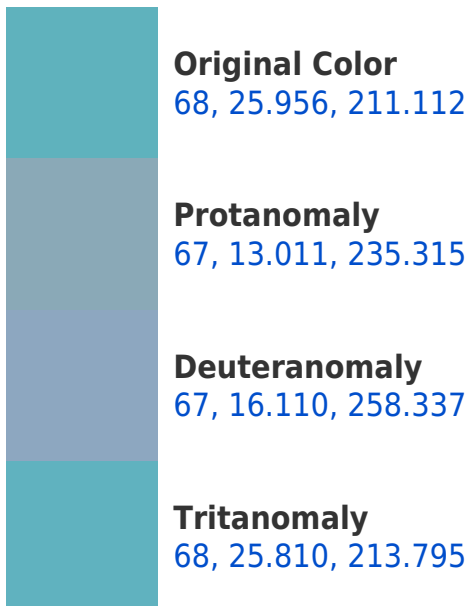 Original Color
68, 25.956, 211.112
Protanomaly
67, 13.011, 235.315
Deuteranomaly
67, 16.110, 258.337
Tritanomaly
68, 25.810, 213.795